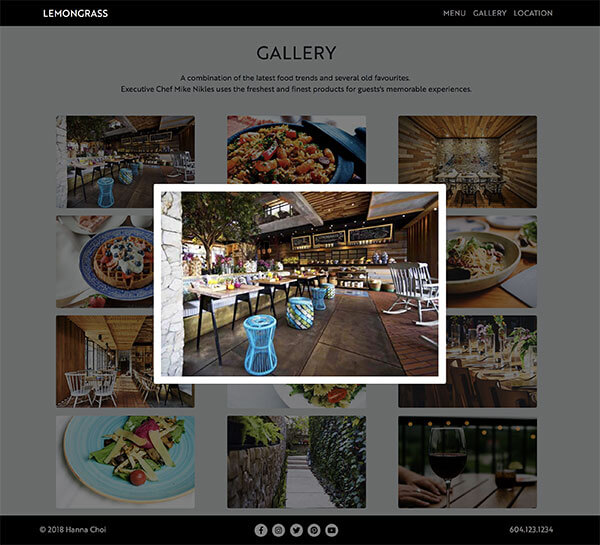 LEMONGRASS
MENU GALLERY LOCATION
GALLERY
A combination of the latest food trends and several old favourites.
Executive Chef Mike Nikles uses the freshest and finest products for guests's memorable experiences.
© 2018 Hanna Choi
604.123.1234